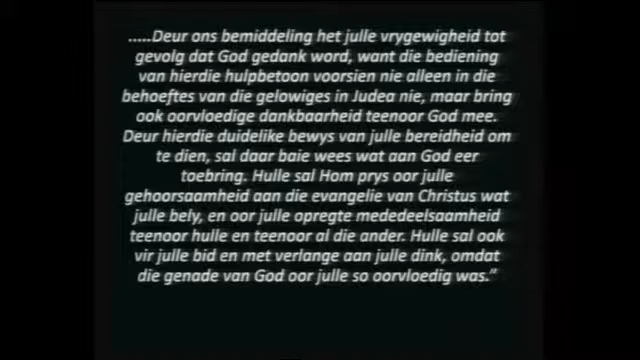 .....Deur ons bemiddeling het julle vrygewigheid tot
gevolg dat God gedank word, want die bediening
van hierdie hulpbetoon voorsien nie alleen in die
behoeftes van die gelowiges in Judea nie, maar bring
ook oorvloedige dankbaarheid teenoor God mee.
Deur hierdie duidelike bewys van julle bereidheid om
te dien, sal daar baie wees wat aan God eer
toebring. Hulle sal Hom prys oor julle
gehoorsaamheid aan die evangelie van Christus wat
julle bely, en oor julle opregte mededeelsaamheid
teenoor hulle en teenoor al die ander. Hulle sal ook
vir julle bid en met verlange aan julle dink, omdat
die genade van God oor julle so oorvloedig was.”